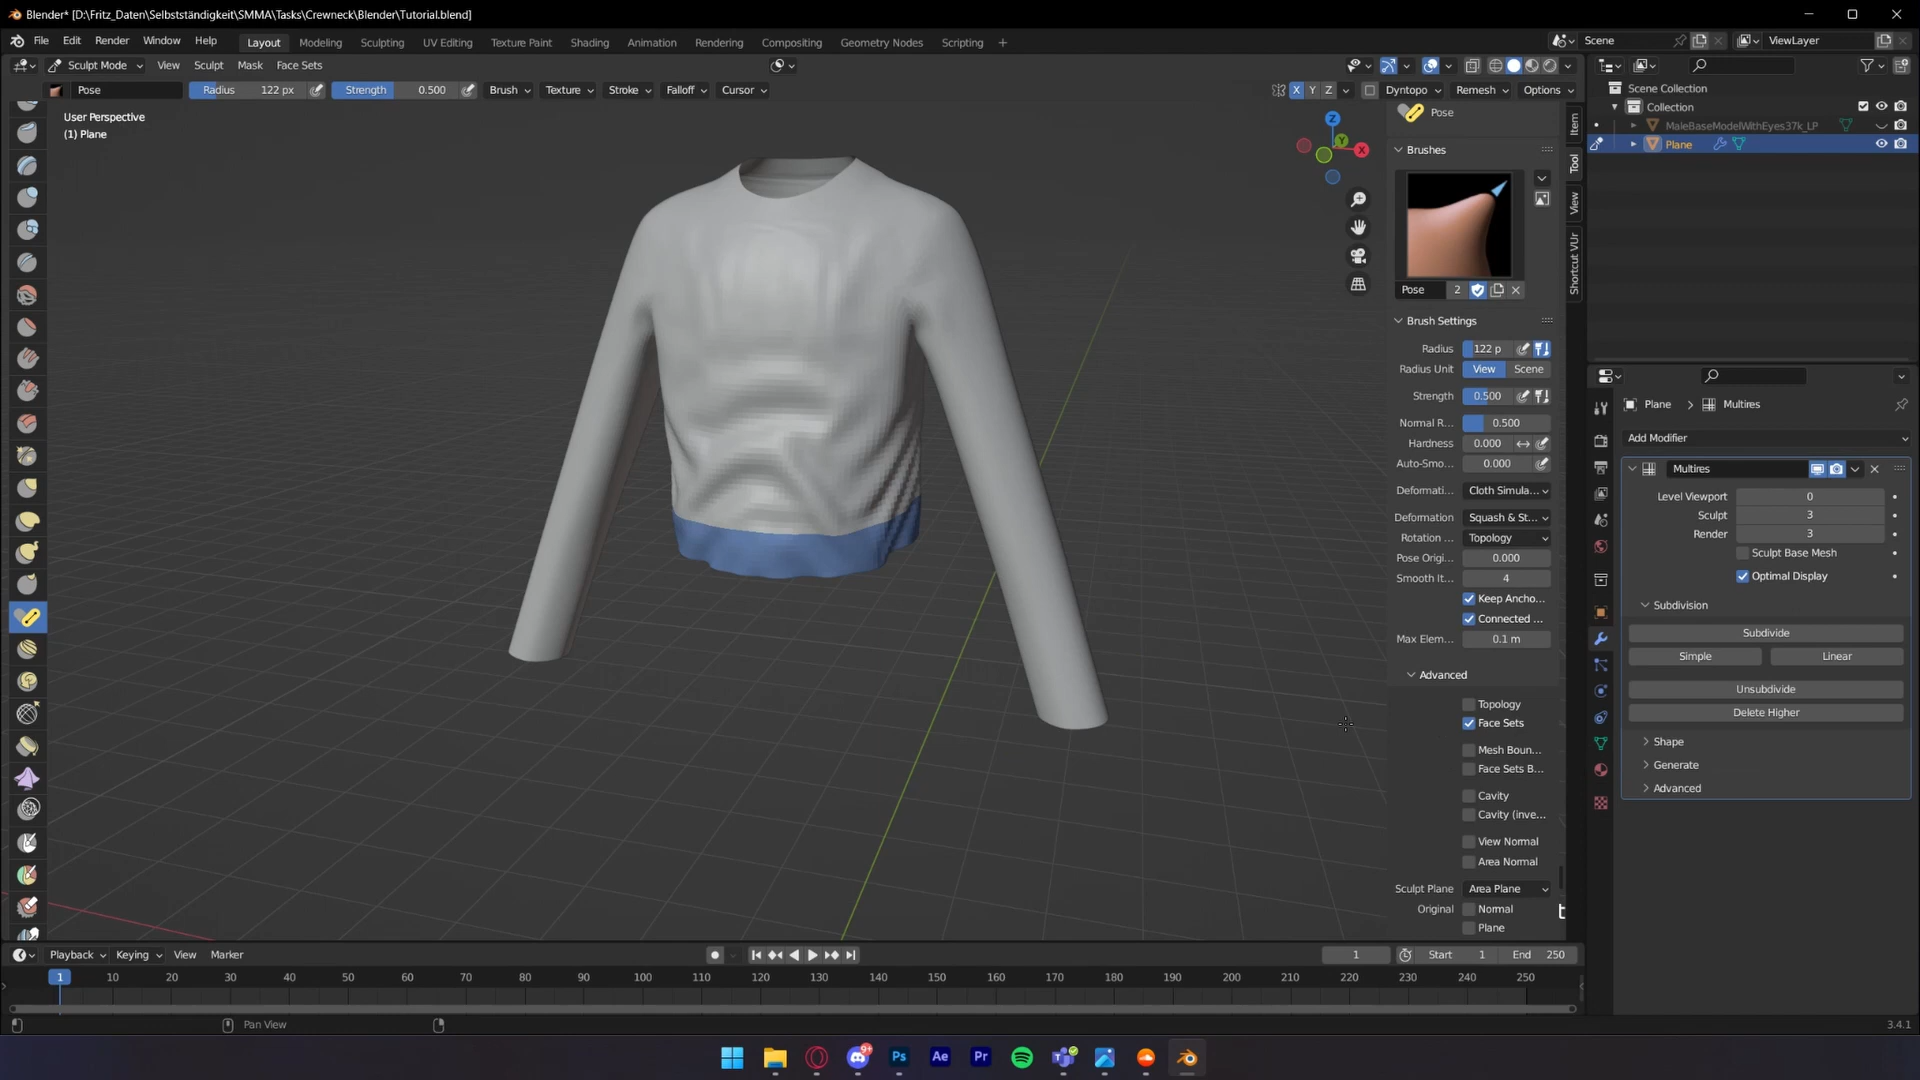 Blender* [D:\Fritz_Daten\Selbstständigkeit\SMMA\Tasks\Crewneck\Blender\Tutorial.blend]
File Edit Render Window Help Layout Modeling Sculpting UV Editing Texture Paint Shading Animation Rendering Compositing Geometry Nodes Scripting + Scene ViewLayer
Sculpt Mode View Sculpt Mask Face Sets
Pose Radius 122 px Strength 0.500 Brush Texture Stroke Falloff Cursor X Y Z Dyntopo Remesh Options
User Perspective
(1) Plane
Z
Y
X
Pose
Brushes
Pose 2
Brush Settings
Radius 122 p
Radius Unit View Scene
Strength 0.500
Normal R... 0.500
Hardness 0.000
Auto-Smo... 0.000
Deformati... Cloth Simula...
Deformation Squash & St...
Rotation ... Topology
Pose Origi... 0.000
Smooth It... 4
Keep Ancho...
Connected ...
Max Elem... 0.1 m
Advanced
Topology
Face Sets
Mesh Boun...
Face Sets B...
Cavity
Cavity (inve...
View Normal
Area Normal
Sculpt Plane Area Plane
Original Normal
Plane
Item
Tool
View
Shortcut VUr
Scene Collection
Collection
MaleBaseModelWithEyes37k_LP
Plane
Plane > Multires
Add Modifier
Multires
Level Viewport 0
Sculpt 3
Render 3
Sculpt Base Mesh
Optimal Display
Subdivision
Subdivide
Simple Linear
Unsubdivide
Delete Higher
Shape
Generate
Advanced
Playback Keying View Marker 1 Start 1 End 250
1 10 20 30 40 50 60 70 80 90 100 110 120 130 140 150 160 170 180 190 200 210 220 230 240 250
Pan View 3.4.1
9+ Ps Ae Pr